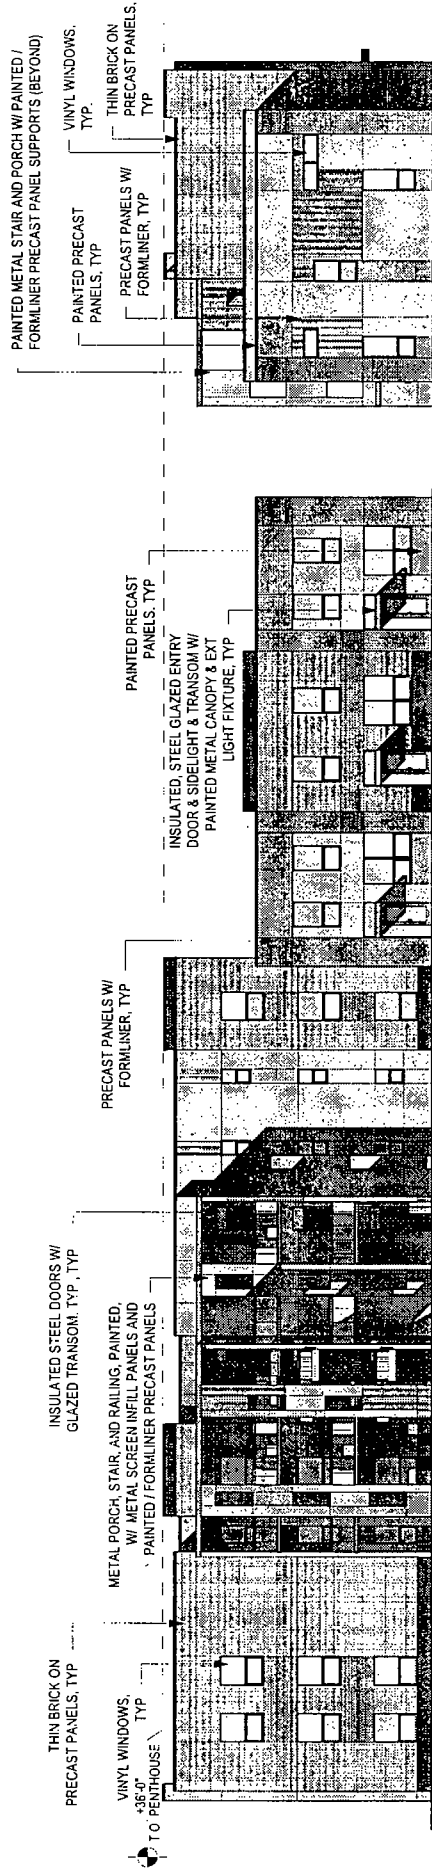 THIN BRICK ON
PRECAST PANELS, TYP
VINYL WINDOWS,
TYP
+36'-0"
TO PENTHOUSE
INSULATED STEEL DOORS W/
GLAZED TRANSOM, TYP , TYP
METAL PORCH, STAIR, AND RAILING, PAINTED,
W/ METAL SCREEN INFILL PANELS AND
PAINTED / FORMLINER PRECAST PANELS
PRECAST PANELS W/
FORMLINER, TYP
PAINTED PRECAST
PANELS, TYP
INSULATED, STEEL GLAZED ENTRY
DOOR & SIDELIGHT & TRANSOM W/
PAINTED METAL CANOPY & EXT
LIGHT FIXTURE, TYP
PAINTED METAL STAIR AND PORCH W/ PAINTED /
FORMLINER PRECAST PANEL SUPPORTS (BEYOND)
PAINTED PRECAST
PANELS, TYP
PRECAST PANELS W/
FORMLINER, TYP
VINYL WINDOWS,
TYP.
THIN BRICK ON
PRECAST PANELS,
TYP